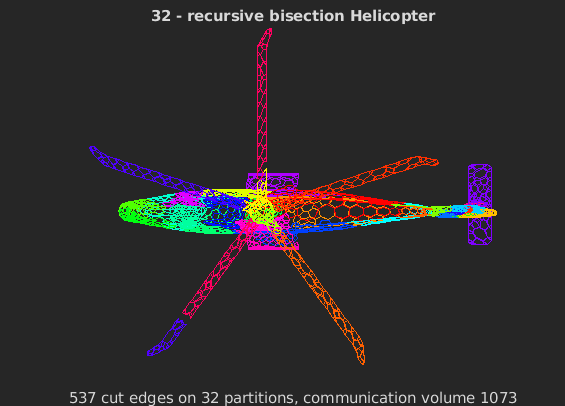 32 - recursive bisection Helicopter
537 cut edges on 32 partitions, communication volume 1073